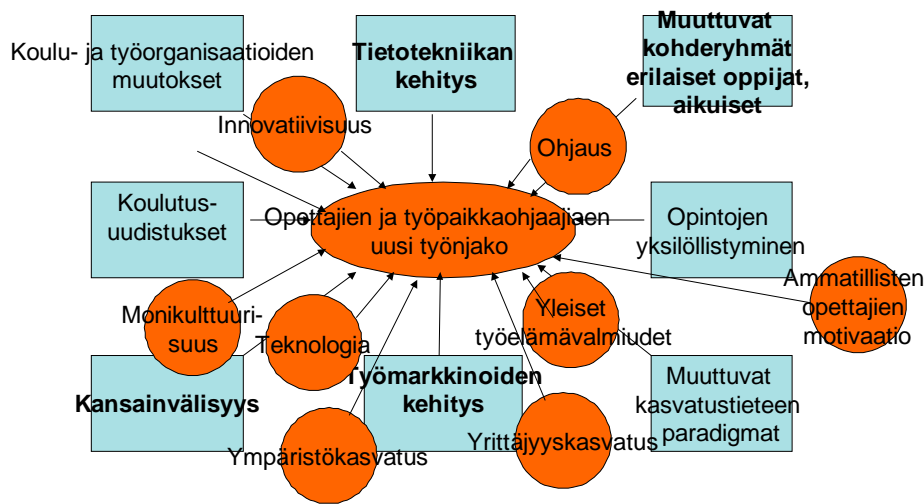 Koulu- ja työorganisaatioiden
muutokset
Tietotekniikan
kehitys
Muuttuvat
kohderyhmät
erilaiset oppijat,
aikuiset
Innovatiivisuus
Ohjaus
Koulutus-
uudistukset
Opettajien ja työpaikkaohjaajiaen
uusi työnjako
Opintojen
yksilöllistyminen
Monikulttuuri-
suus
Teknologia
Yleiset
työelämävalmiudet
Ammatillisten
opettajien
motivaatio
Kansainvälisyys
Työmarkkinoiden
kehitys
Muuttuvat
kasvatustieteen
paradigmat
Ympäristökasvatus
Yrittäjyyskasvatus